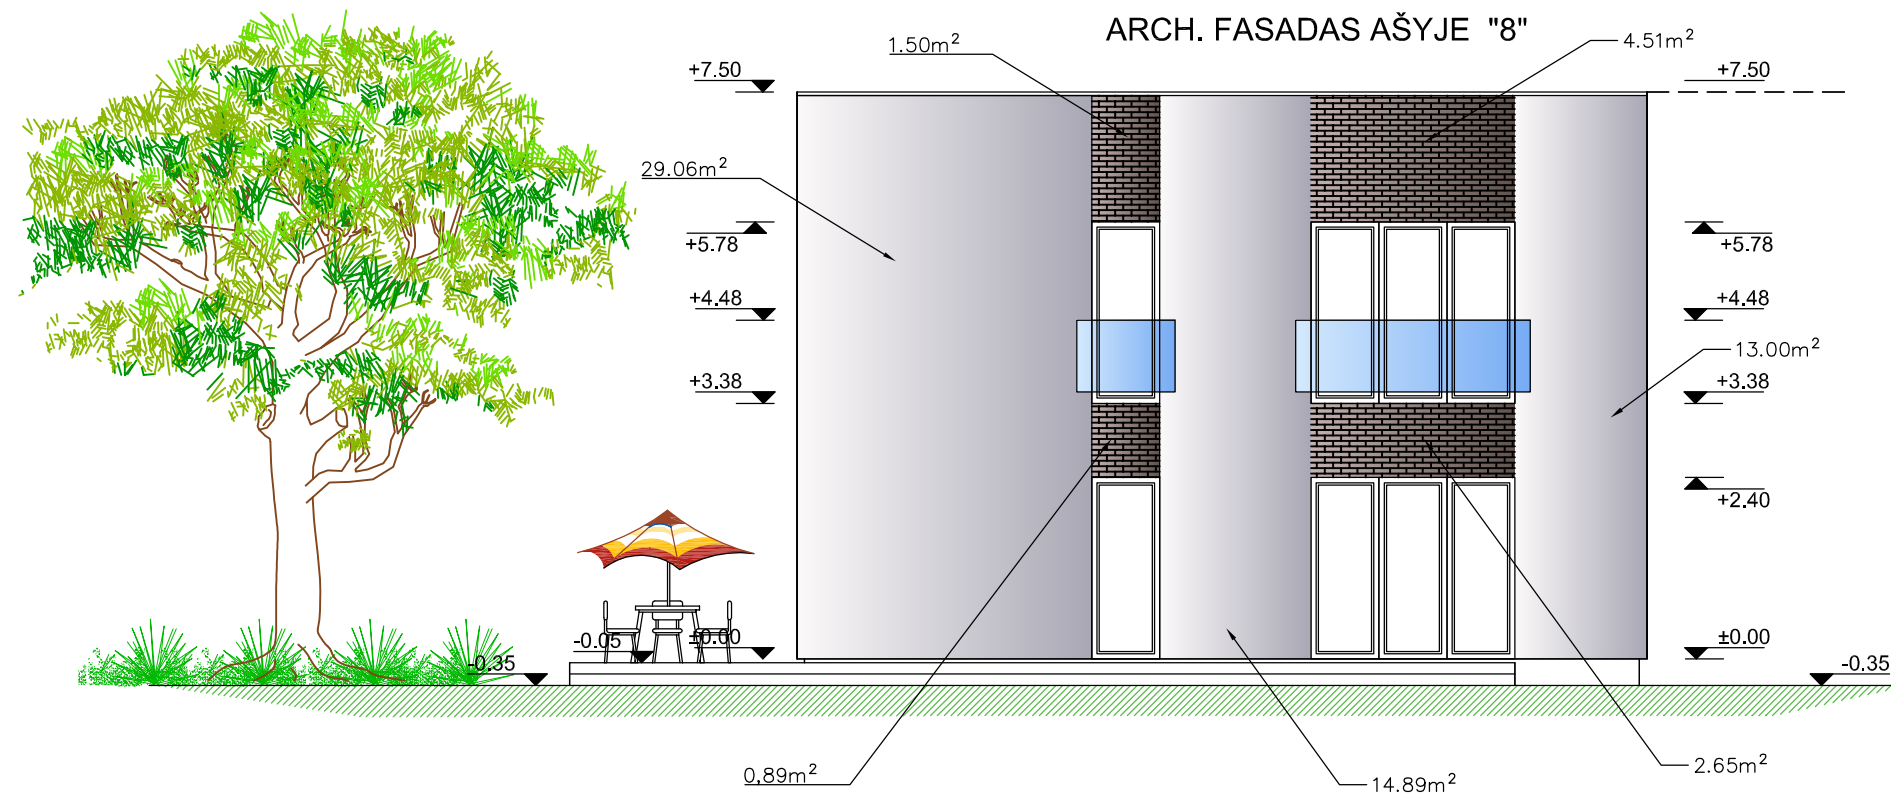 ARCH. FASADAS AŠYJE "8"
1.50m²
4.51m²
+7.50
+7.50
29.06m²
+5.78
+5.78
+4.48
+4.48
13.00m²
+3.38
+3.38
+2.40
-0.05
±0.00
±0.00
-0.35
-0.35
0,89m²
14.89m²
2.65m²